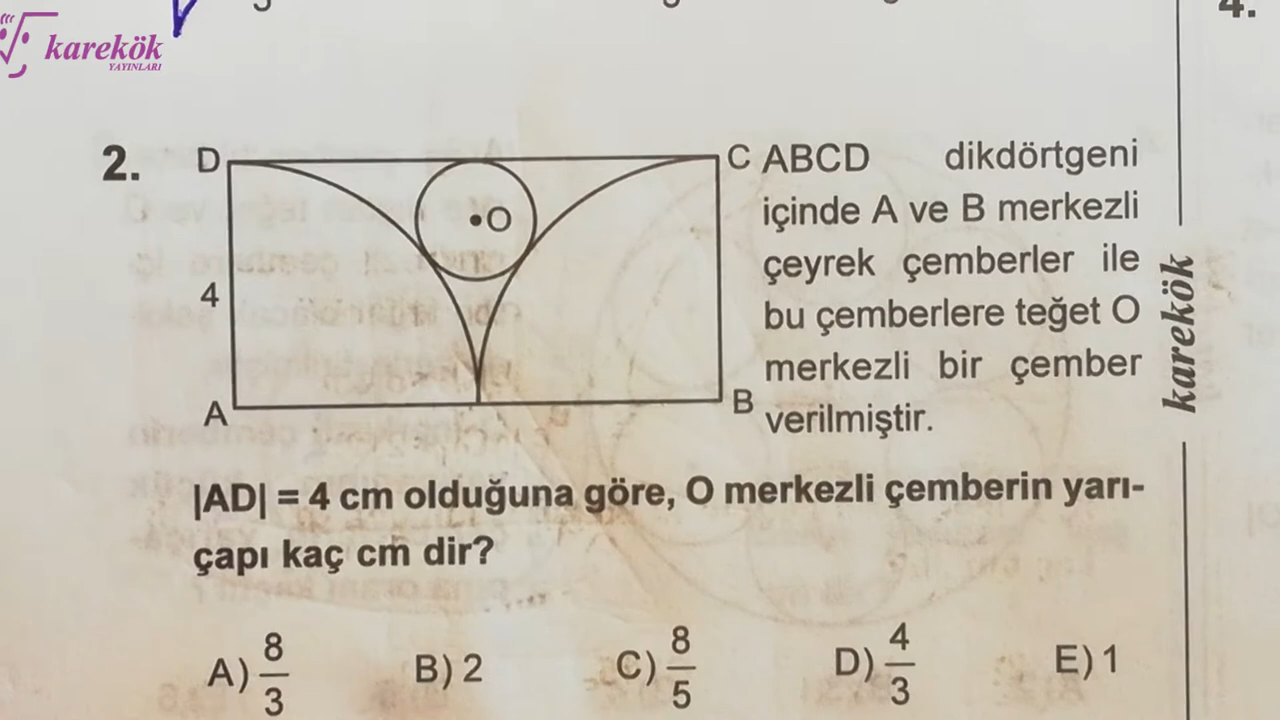 4.
karekök
YAYINLARI
2.
D
C
O
4
A
B
ABCD dikdörtgeni
içinde A ve B merkezli
çeyrek çemberler ile
bu çemberlere teğet O
merkezli bir çember
verilmiştir.
karekök
|AD| = 4 cm olduğuna göre, O merkezli çemberin yarı-
çapı kaç cm dir?
A) 8/3 B) 2 C) 8/5 D) 4/3 E) 1